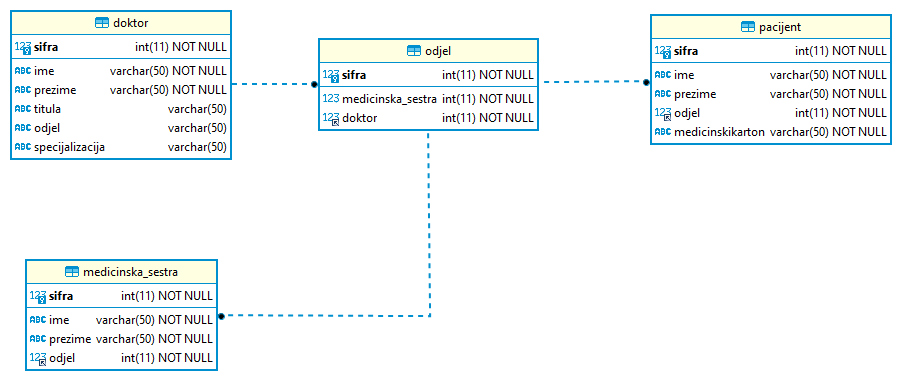 doktor
123 sifra int(11) NOT NULL
ABC ime varchar(50) NOT NULL
ABC prezime varchar(50) NOT NULL
ABC titula varchar(50)
ABC odjel varchar(50)
ABC specijalizacija varchar(50)
odjel
123 sifra int(11) NOT NULL
123 medicinska_sestra int(11) NOT NULL
123 doktor int(11) NOT NULL
pacijent
123 sifra int(11) NOT NULL
ABC ime varchar(50) NOT NULL
ABC prezime varchar(50) NOT NULL
123 odjel int(11) NOT NULL
ABC medicinskikarton varchar(50) NOT NULL
medicinska_sestra
123 sifra int(11) NOT NULL
ABC ime varchar(50) NOT NULL
ABC prezime varchar(50) NOT NULL
123 odjel int(11) NOT NULL